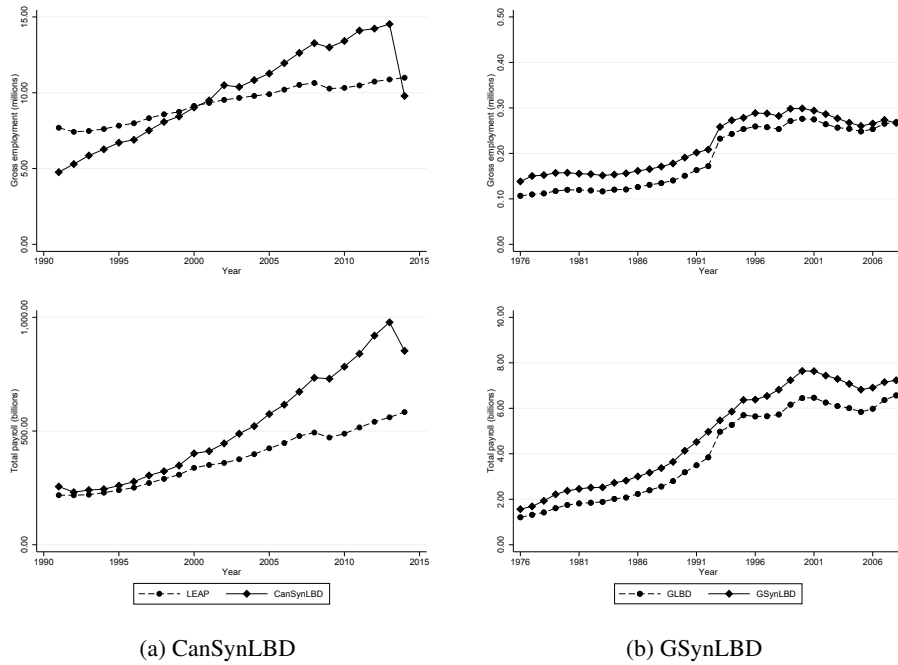 15.00
10.00
5.00
0.00
Gross employment (millions)
1990 1995 2000 2005 2010 2015
Year
0.50
0.40
0.30
0.20
0.10
0.00
Gross employment (millions)
1976 1981 1986 1991 1996 2001 2006
Year
1,000.00
500.00
0.00
Total payroll (billions)
1990 1995 2000 2005 2010 2015
Year
LEAP CanSynLBD
10.00
8.00
6.00
4.00
2.00
0.00
Total payroll (billions)
1976 1981 1986 1991 1996 2001 2006
Year
GLBD GSynLBD
(a) CanSynLBD
(b) GSynLBD